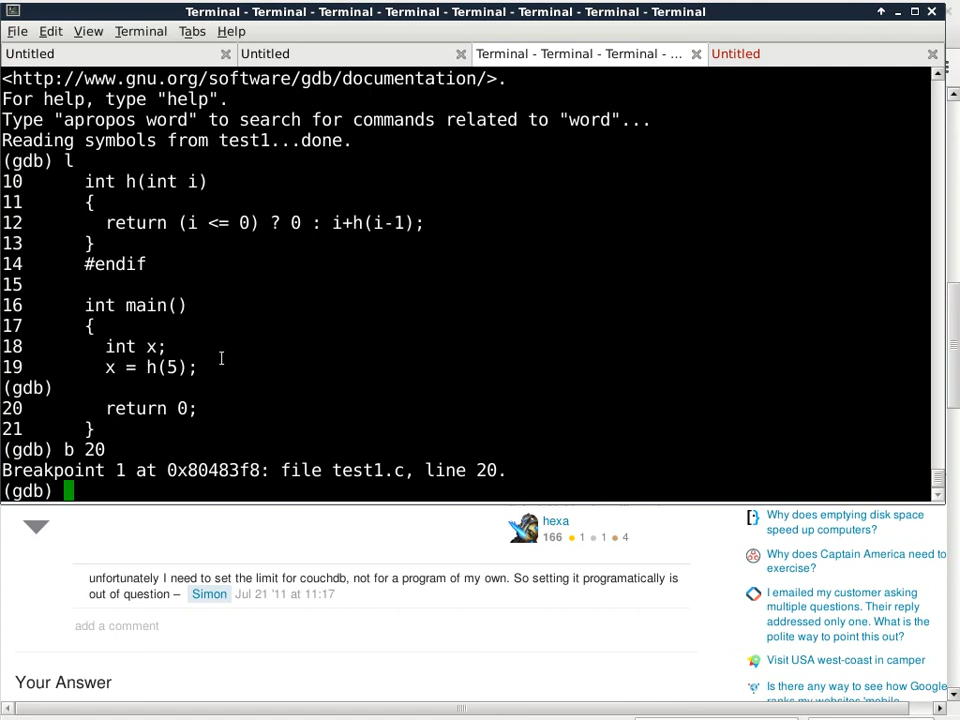 Terminal - Terminal - Terminal - Terminal - Terminal - Terminal - Terminal
File Edit View Terminal Tabs Help
Untitled Untitled Terminal - Terminal - Terminal - ... Untitled
<http://www.gnu.org/software/gdb/documentation/>.
For help, type "help".
Type "apropos word" to search for commands related to "word"...
Reading symbols from test1...done.
(gdb) l
10 int h(int i)
11 {
12 return (i <= 0) ? 0 : i+h(i-1);
13 }
14 #endif
15
16 int main()
17 {
18 int x;
19 x = h(5);
(gdb)
20 return 0;
21 }
(gdb) b 20
Breakpoint 1 at 0x80483f8: file test1.c, line 20.
(gdb)
hexa
166 1 1 4
unfortunately I need to set the limit for couchdb, not for a program of my own. So setting it programatically is
out of question – Simon Jul 21 '11 at 11:17
add a comment
Your Answer
Why does emptying disk space
speed up computers?
Why does Captain America need to
exercise?
I emailed my customer asking
multiple questions. Their reply
addressed only one. What is the
polite way to point this out?
Visit USA west-coast in camper
Is there any way to see how Google
ranks my websites 'mobile